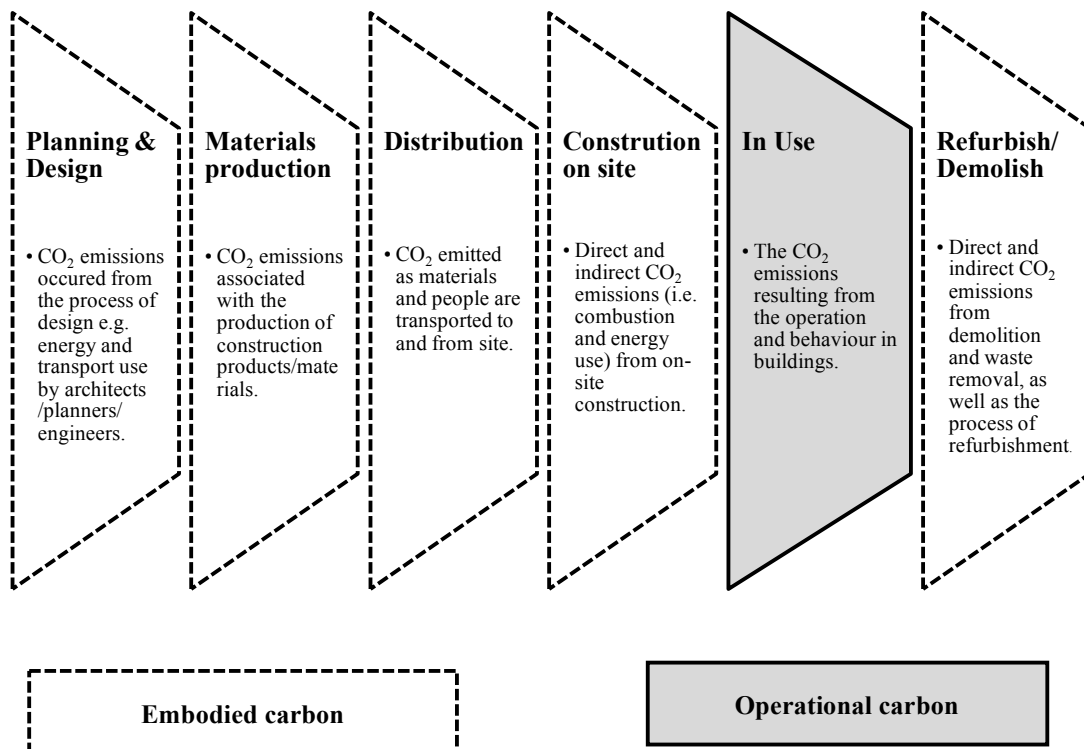 Planning &
Design
• CO₂ emissions
occured from
the process of
design e.g.
energy and
transport use
by architects
/planners/
engineers.
Materials
production
• CO₂ emissions
associated
with the
production of
construction
products/mate
rials.
Distribution
• CO₂ emitted
as materials
and people are
transported to
and from site.
Constrution
on site
• Direct and
indirect CO₂
emissions (i.e.
combustion
and energy
use) from on-
site
construction.
In Use
• The CO₂
emissions
resulting from
the operation
and behaviour in
buildings.
Refurbish/
Demolish
• Direct and
indirect CO₂
emissions
from
demolition
and waste
removal, as
well as the
process of
refurbishment.
Embodied carbon
Operational carbon